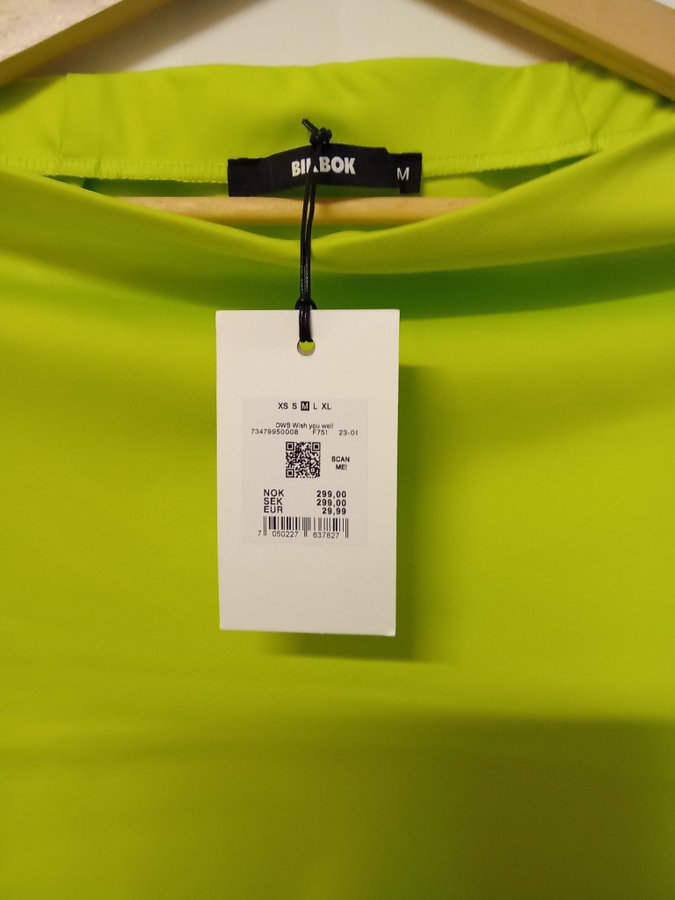 BIKBOK
M
XS S M L XL
DWS Wish you well
73479950008 F751 23-01
SCAN
ME!
NOK 299,00
SEK 299,00
EUR 29,99
7 050227 637827